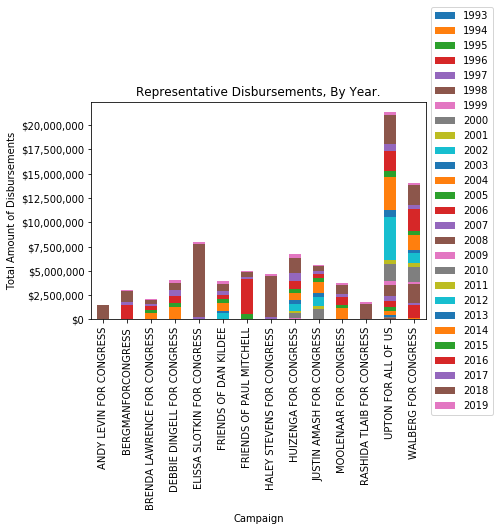 Representative Disbursements, By Year.
Total Amount of Disbursements
$20,000,000
$17,500,000
$15,000,000
$12,500,000
$10,000,000
$7,500,000
$5,000,000
$2,500,000
$0
ANDY LEVIN FOR CONGRESS
BERGMANFORCONGRESS
BRENDA LAWRENCE FOR CONGRESS
DEBBIE DINGELL FOR CONGRESS
ELISSA SLOTKIN FOR CONGRESS
FRIENDS OF DAN KILDEE
FRIENDS OF PAUL MITCHELL
HALEY STEVENS FOR CONGRESS
HUIZENGA FOR CONGRESS
JUSTIN AMASH FOR CONGRESS
MOOLENAAR FOR CONGRESS
RASHIDA TLAIB FOR CONGRESS
UPTON FOR ALL OF US
WALBERG FOR CONGRESS
Campaign
1993
1994
1995
1996
1997
1998
1999
2000
2001
2002
2003
2004
2005
2006
2007
2008
2009
2010
2011
2012
2013
2014
2015
2016
2017
2018
2019